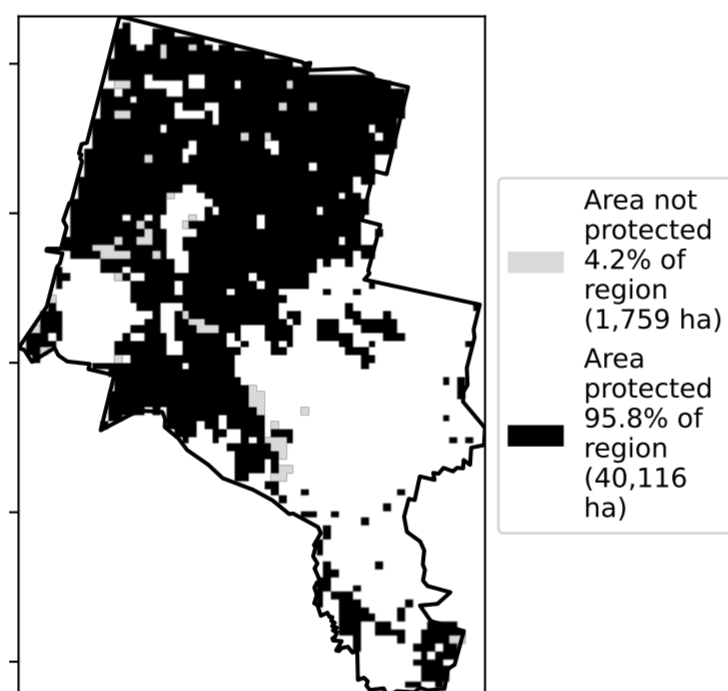 Area not
protected
4.2% of
region
(1,759 ha)
Area
protected
95.8% of
region
(40,116
ha)